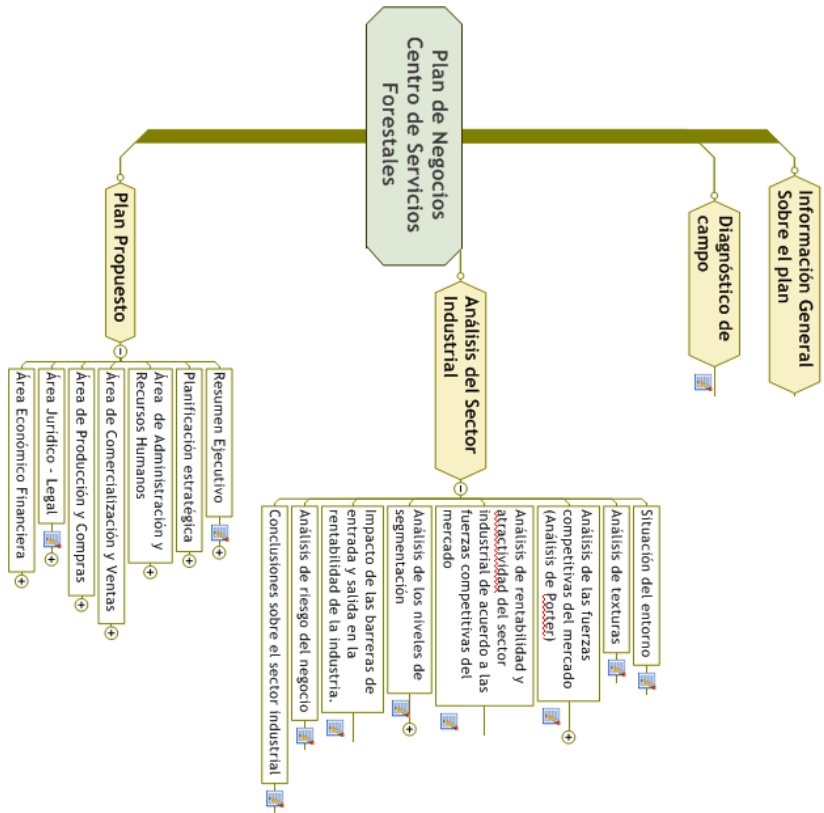 Plan de Negocios
Centro de Servicios
Forestales
Información General
Sobre el plan
Diagnóstico de
campo
Análisis del Sector
Industrial
Situación del entorno
Análisis de texturas
Análisis de las fuerzas
competitivas del mercado
(Análisis de Porter)
Análisis de rentabilidad y
atractividad del sector
industrial de acuerdo a las
fuerzas competitivas del
mercado
Análisis de los niveles de
segmentación
Impacto de las barreras de
entrada y salida en la
rentabilidad de la industria.
Análisis de riesgo del negocio
Conclusiones sobre el sector industrial
Plan Propuesto
Resumen Ejecutivo
Planificación estratégica
Área de Administración y
Recursos Humanos
Área de Comercialización y Ventas
Área de Producción y Compras
Área Jurídico - Legal
Área Económico Financiera